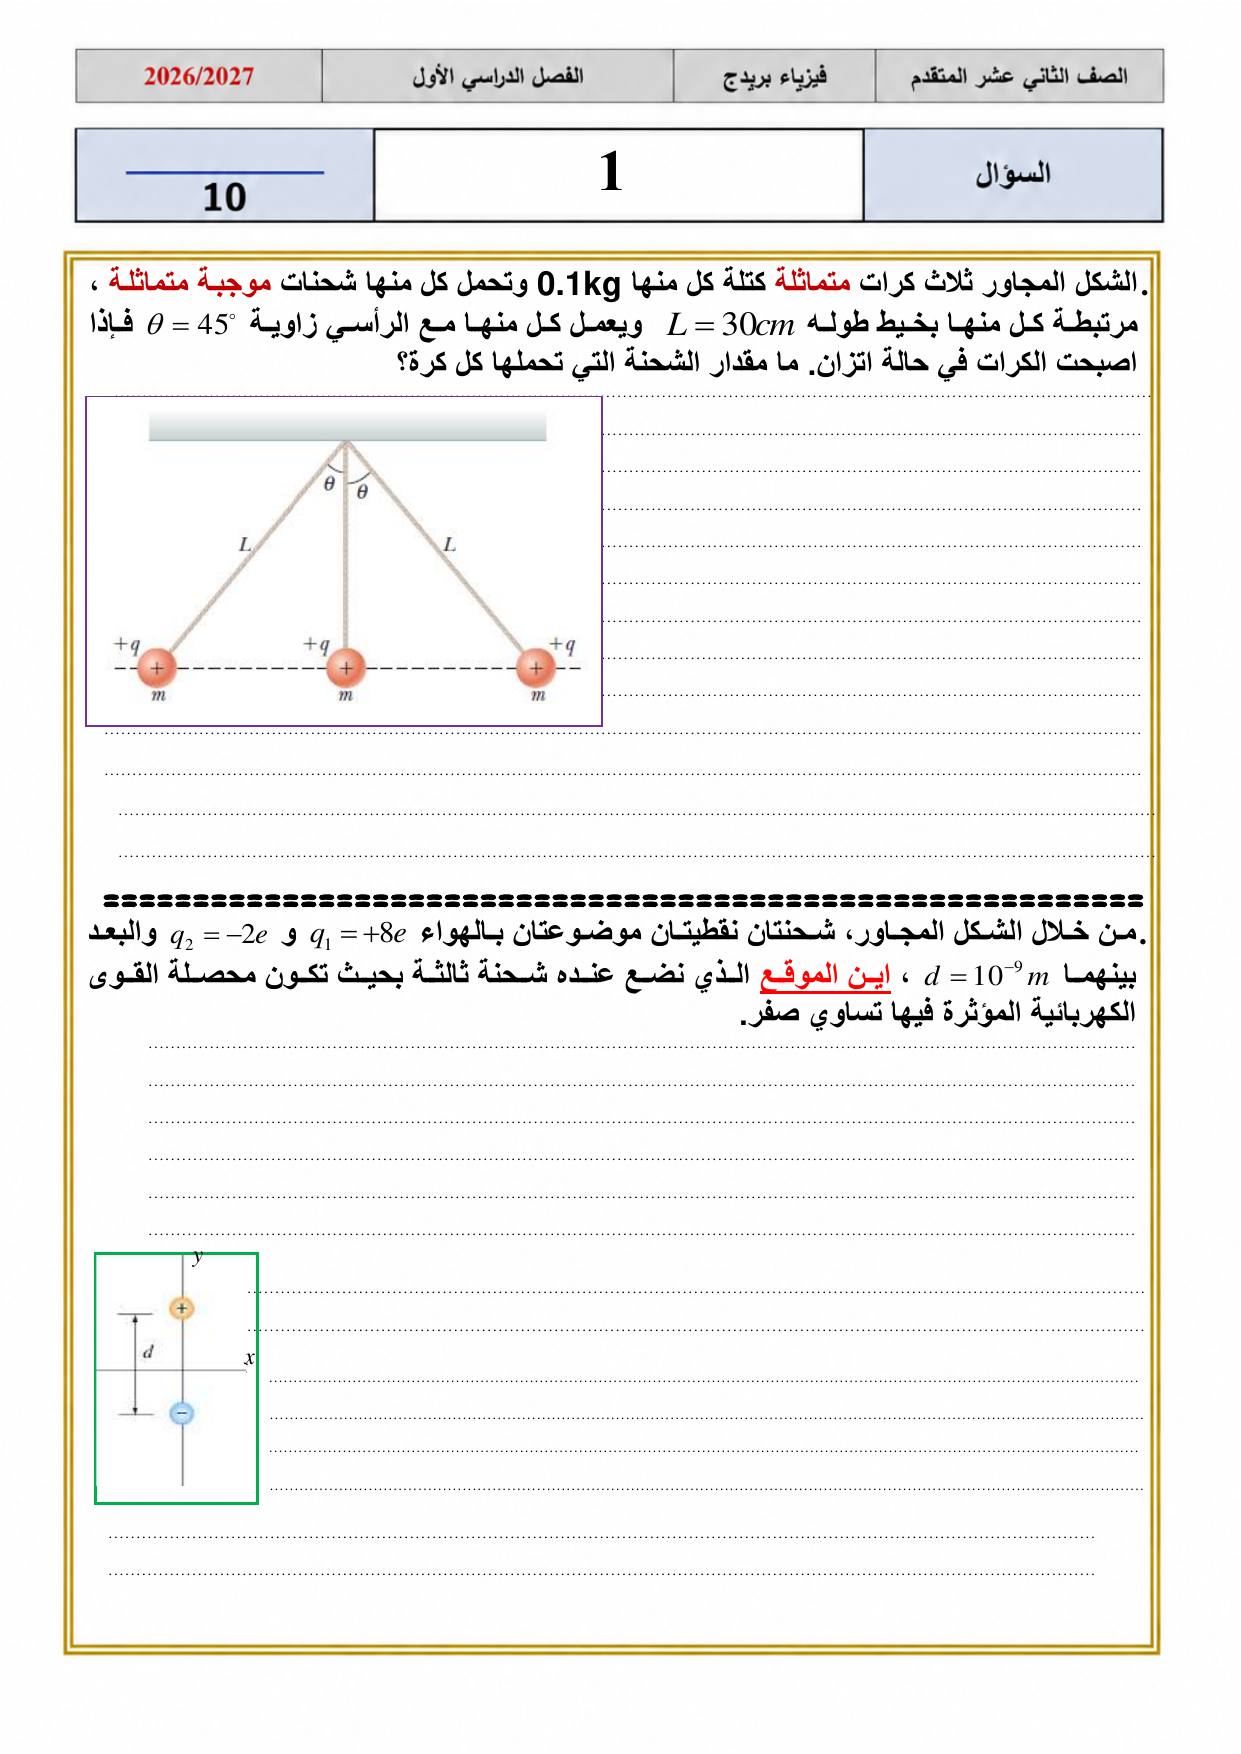 الصف الثاني عشر المتقدم فيزياء بريدج الفصل الدراسي الأول 2026/2027
السؤال 1 10
.الشكل المجاور ثلاث كرات متماثلة كتلة كل منها 0.1kg وتحمل كل منها شحنات موجبة متماثلة ،
مرتبطة كل منها بخيط طوله L = 30cm ويعمل كل منها مع الرأسي زاوية θ = 45° فإذا
اصبحت الكرات في حالة اتزان. ما مقدار الشحنة التي تحملها كل كرة؟
θ θ
L L
+q +q +q
+ + +
m m m
.من خلال الشكل المجاور، شحنتان نقطيتان موضوعتان بالهواء q₁ = +8e و q₂ = −2e والبعد
بينهما d = 10⁻⁹ m ، اين الموقع الذي نضع عنده شحنة ثالثة بحيث تكون محصلة القوى
الكهربائية المؤثرة فيها تساوي صفر.
y
+
d
x
−